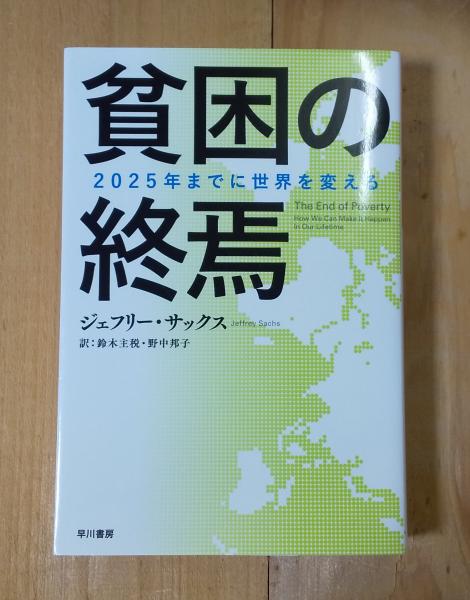 貧困の
2025年までに世界を変える
The End of Poverty
How We Can Make It Happen
In Our Lifetime
終焉
ジェフリー・サックス Jeffrey Sachs
訳:鈴木主税・野中邦子
早川書房